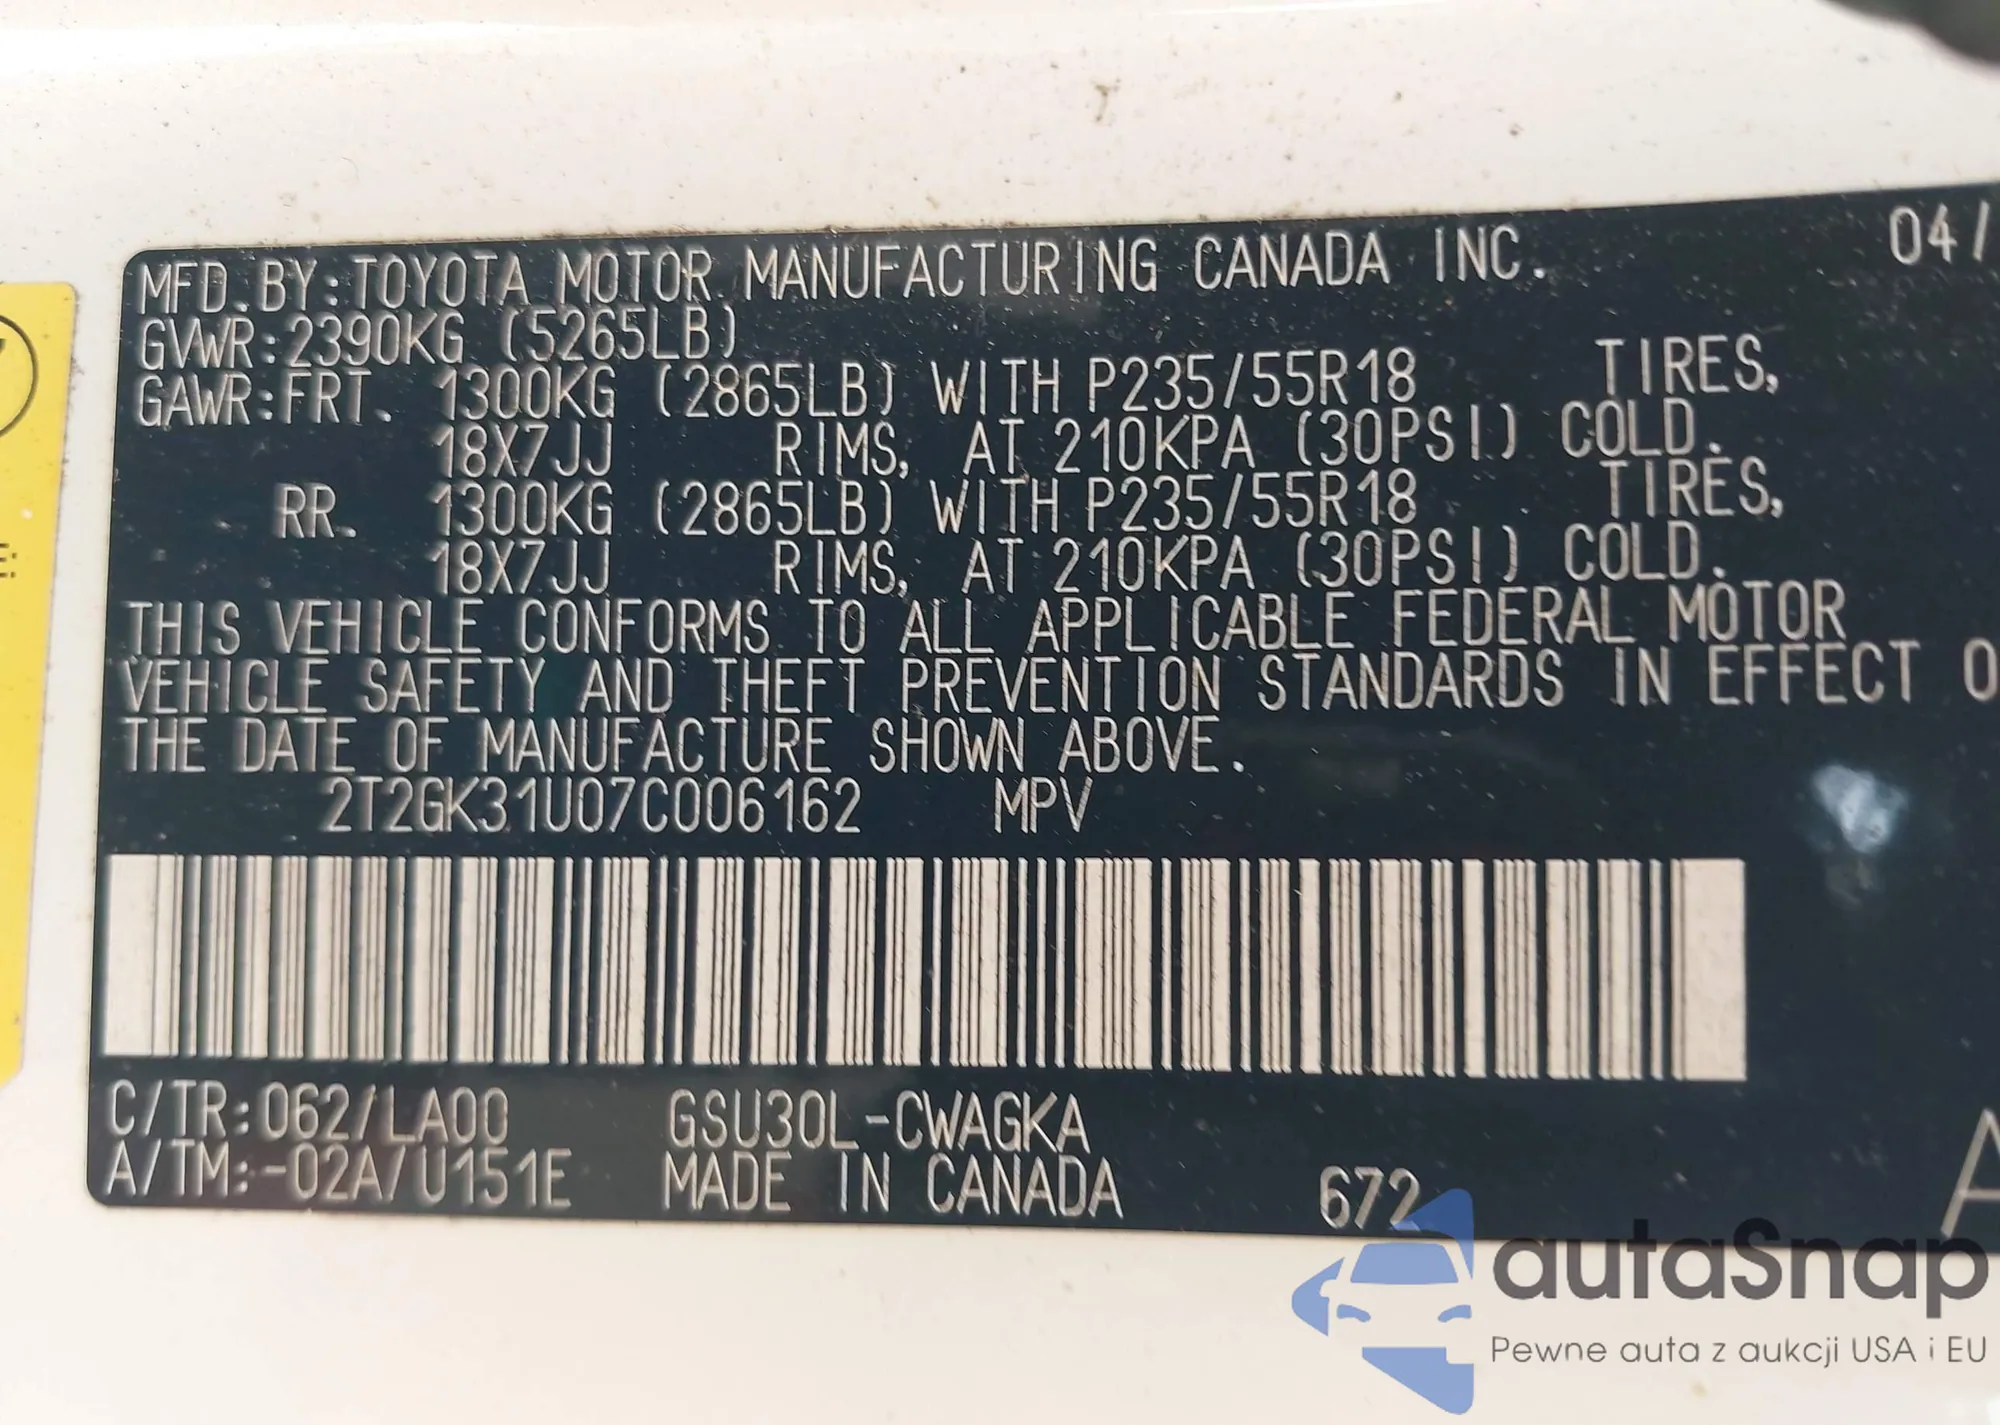 MFD. BY:TOYOTA MOTOR MANUFACTURING CANADA INC. 04/
GVWR:2390KG (5265LB)
GAWR:FRT. 1300KG (2865LB) WITH P235/55R18 TIRES,
18X7JJ RIMS, AT 210KPA (30PSI) COLD.
RR. 1300KG (2865LB) WITH P235/55R18 TIRES,
18X7JJ RIMS, AT 210KPA (30PSI) COLD.
THIS VEHICLE CONFORMS TO ALL APPLICABLE FEDERAL MOTOR
VEHICLE SAFETY AND THEFT PREVENTION STANDARDS IN EFFECT O
THE DATE OF MANUFACTURE SHOWN ABOVE.
2T2GK31U07C006162 MPV
C/TR:062/LA00 GSU30L-CWAGKA
A/TM:-02A/U151E MADE IN CANADA 672 A
autaSnap
Pewne auta z aukcji USA i EU